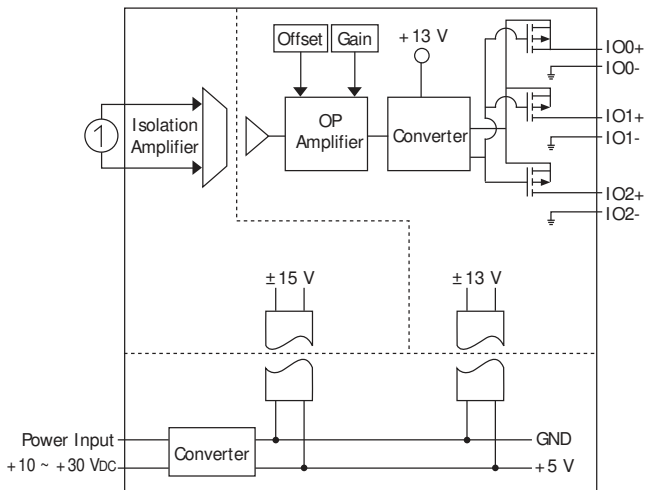 Offset
Gain
+13 V
IO0+
IO0-
1
Isolation
Amplifier
OP
Amplifier
Converter
IO1+
IO1-
IO2+
IO2-
±15 V
±13 V
Power Input
GND
Converter
+10 ~ +30 VDC
+5 V